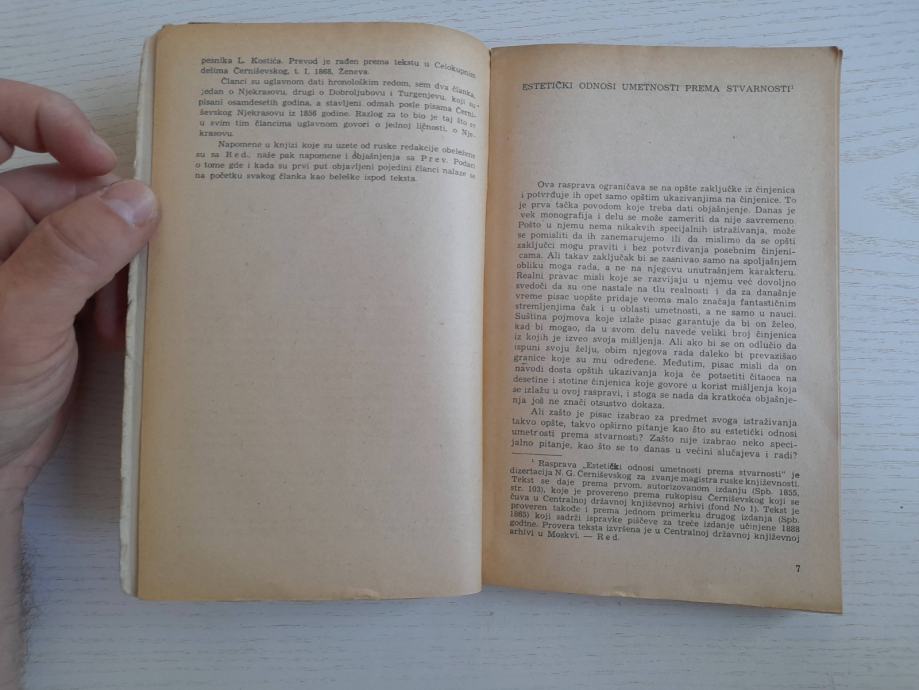 pesnika L. Kostića. Prevod je rađen prema tekstu u Celokupnim
delima Černiševskog, t. I, 1868, Ženeva.
Članci su uglavnom dati hronološkim redom, sem dva članka,
jedan o Njekrasovu, drugi o Dobroljubovu i Turgenjevu, koji su
pisani osamdesetih godina, a stavljeni odmah posle pisama Černi-
ševskog Njekrasovu iz 1856 godine. Razlog za to bio je taj što se
u svim tim člancima uglavnom govori o jednoj ličnosti, o Nje-
krasovu.
Napomene u knjizi koje su uzete od ruske redakcije obeležene
su sa Red., naše pak napomene i objašnjenja sa Prev. Podaci
o tome gde i kada su prvi put objavljeni pojedini članci nalaze se
na početku svakog članka kao beleške ispod teksta.
ESTETIČKI ODNOSI UMETNOSTI PREMA STVARNOSTI¹
Ova rasprava ograničava se na opšte zaključke iz činjenica
i potvrđuje ih opet samo opštim ukazivanjima na činjenice. To
je prva tačka povodom koje treba dati objašnjenje. Danas je
vek monografija i delu se može zameriti da nije savremeno.
Pošto u njemu nema nikakvih specijalnih istraživanja, može
se pomisliti da ih zanemarujemo ili da mislimo da se opšti
zaključci mogu praviti i bez potvrđivanja posebnim činjeni-
cama. Ali takav zaključak bi se zasnivao samo na spoljašnjem
obliku moga rada, a ne na njegovu unutrašnjem karakteru.
Realni pravac misli koje se razvijaju u njemu već dovoljno
svedoči da su one nastale na tlu realnosti i da za današnje
vreme pisac uopšte pridaje veoma malo značaja fantastičnim
stremljenjima čak i u oblasti umetnosti, a ne samo u nauci.
Suština pojmova koje izlaže pisac garantuje da bi on želeo,
kad bi mogao, da u svom delu navede veliki broj činjenica
iz kojih je izveo svoja mišljenja. Ali ako bi se on odlučio da
ispuni svoju želju, obim njegova rada daleko bi prevazišao
granice koje su mu određene. Međutim, pisac misli da on
navodi dosta opštih ukazivanja koja će potsetiti čitaoca na
desetine i stotine činjenica koje govore u korist mišljenja koja
se izlažu u ovoj raspravi, i stoga se nada da kratkoća objašnje-
nja još ne znači otsustvo dokaza.
Ali zašto je pisac izabrao za predmet svoga istraživanja
takvo opšte, takvo opširno pitanje kao što su estetički odnosi
umetnosti prema stvarnosti? Zašto nije izabrao neko speci-
jalno pitanje, kao što se to danas u većini slučajeva i radi?
¹ Rasprava „Estetički odnosi umetnosti prema stvarnosti" je
dizertacija N. G. Černiševskog za zvanje magistra ruske književnosti.
Tekst se daje prema prvom, autorizovanom izdanju (Spb. 1855,
str. 103), koje je provereno prema rukopisu Černiševskog koji se
čuva u Centralnoj državnoj književnoj arhivi (fond No 1). Tekst je
proveren takođe i prema jednom primerku drugog izdanja (Spb.
1865) koji sadrži ispravke piščeve za treće izdanje učinjene 1888
godine. Provera teksta izvršena je u Centralnoj državnoj književnoj
arhivi u Moskvi. — Red.
7